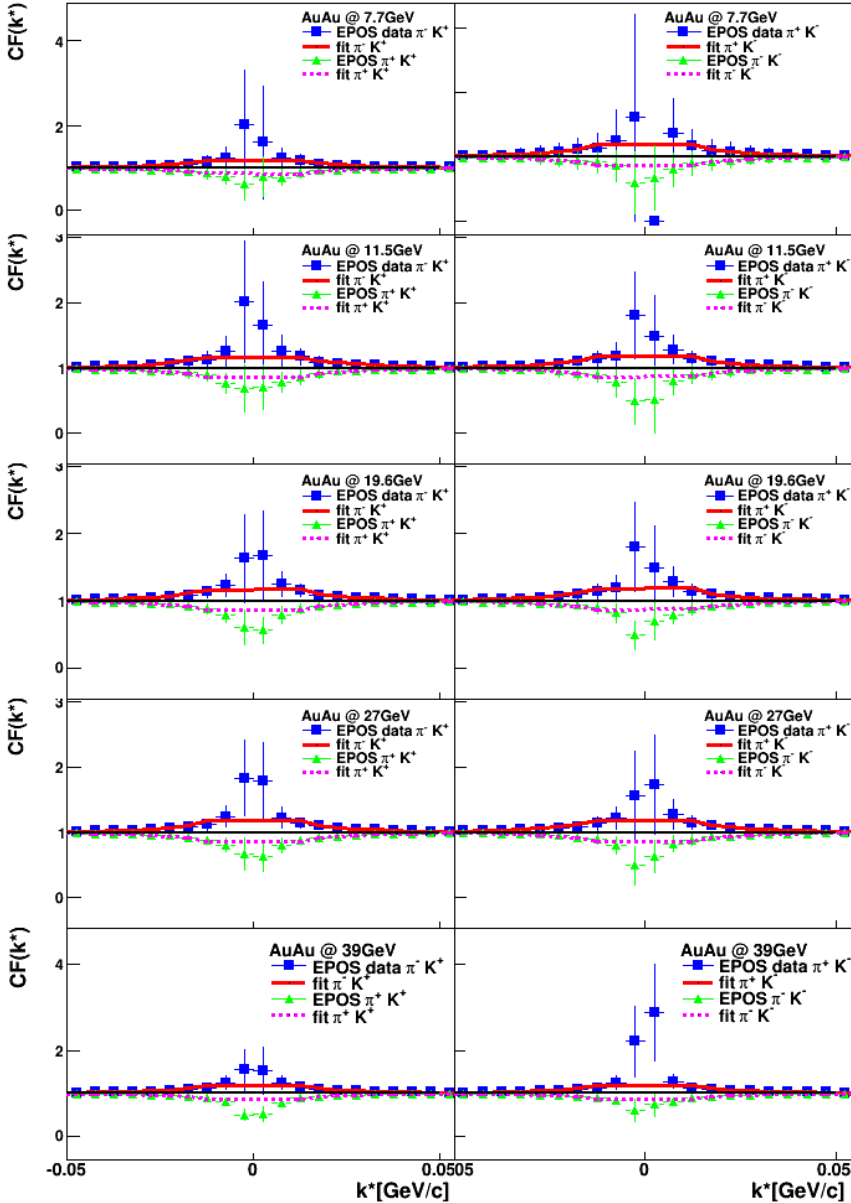 CF(k*)
AuAu @ 7.7GeV
EPOS data π⁻ K⁺
fit π⁻ K⁺
EPOS π⁺ K⁺
fit π⁺ K⁺
4
2
0
AuAu @ 7.7GeV
EPOS data π⁺ K⁻
fit π⁺ K⁻
EPOS π⁻ K⁻
fit π⁻ K⁻
CF(k*)
AuAu @ 11.5GeV
EPOS data π⁻ K⁺
fit π⁻ K⁺
EPOS π⁺ K⁺
fit π⁺ K⁺
3
2
1
0
AuAu @ 11.5GeV
EPOS data π⁺ K⁻
fit π⁺ K⁻
EPOS π⁻ K⁻
fit π⁻ K⁻
CF(k*)
AuAu @ 19.6GeV
EPOS data π⁻ K⁺
fit π⁻ K⁺
EPOS π⁺ K⁺
fit π⁺ K⁺
3
2
1
0
AuAu @ 19.6GeV
EPOS data π⁺ K⁻
fit π⁺ K⁻
EPOS π⁻ K⁻
fit π⁻ K⁻
CF(k*)
AuAu @ 27GeV
EPOS data π⁻ K⁺
fit π⁻ K⁺
EPOS π⁺ K⁺
fit π⁺ K⁺
3
2
1
0
AuAu @ 27GeV
EPOS data π⁺ K⁻
fit π⁺ K⁻
EPOS π⁻ K⁻
fit π⁻ K⁻
CF(k*)
AuAu @ 39GeV
EPOS data π⁻ K⁺
fit π⁻ K⁺
EPOS π⁺ K⁺
fit π⁺ K⁺
4
2
0
AuAu @ 39GeV
EPOS data π⁺ K⁻
fit π⁺ K⁻
EPOS π⁻ K⁻
fit π⁻ K⁻
-0.05 0 0.05 05 0 0.05
k*[GeV/c] k*[GeV/c]